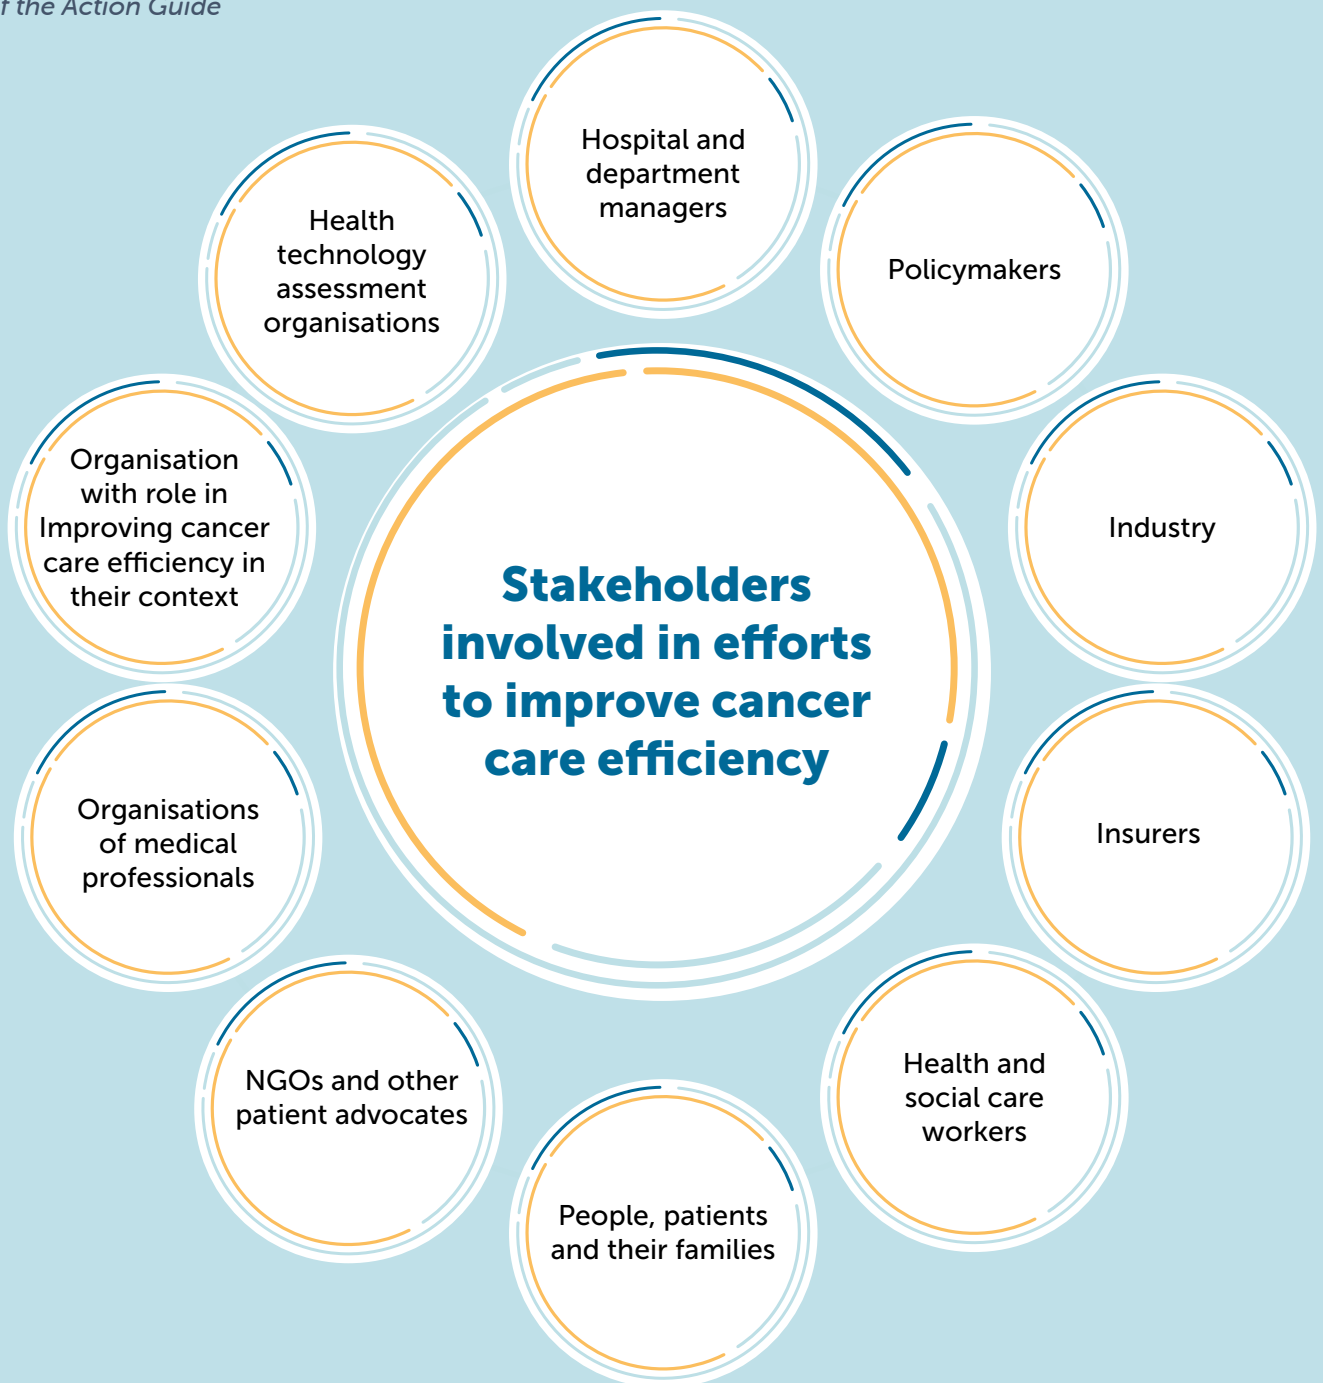 the Action Guide
Hospital and
department
managers
Policymakers
Industry
Insurers
Health and
social care
workers
People, patients
and their families
NGOs and other
patient advocates
Organisations
of medical
professionals
Organisation
with role in
Improving cancer
care efficiency in
their context
Health
technology
assessment
organisations
Stakeholders
involved in efforts
to improve cancer
care efficiency